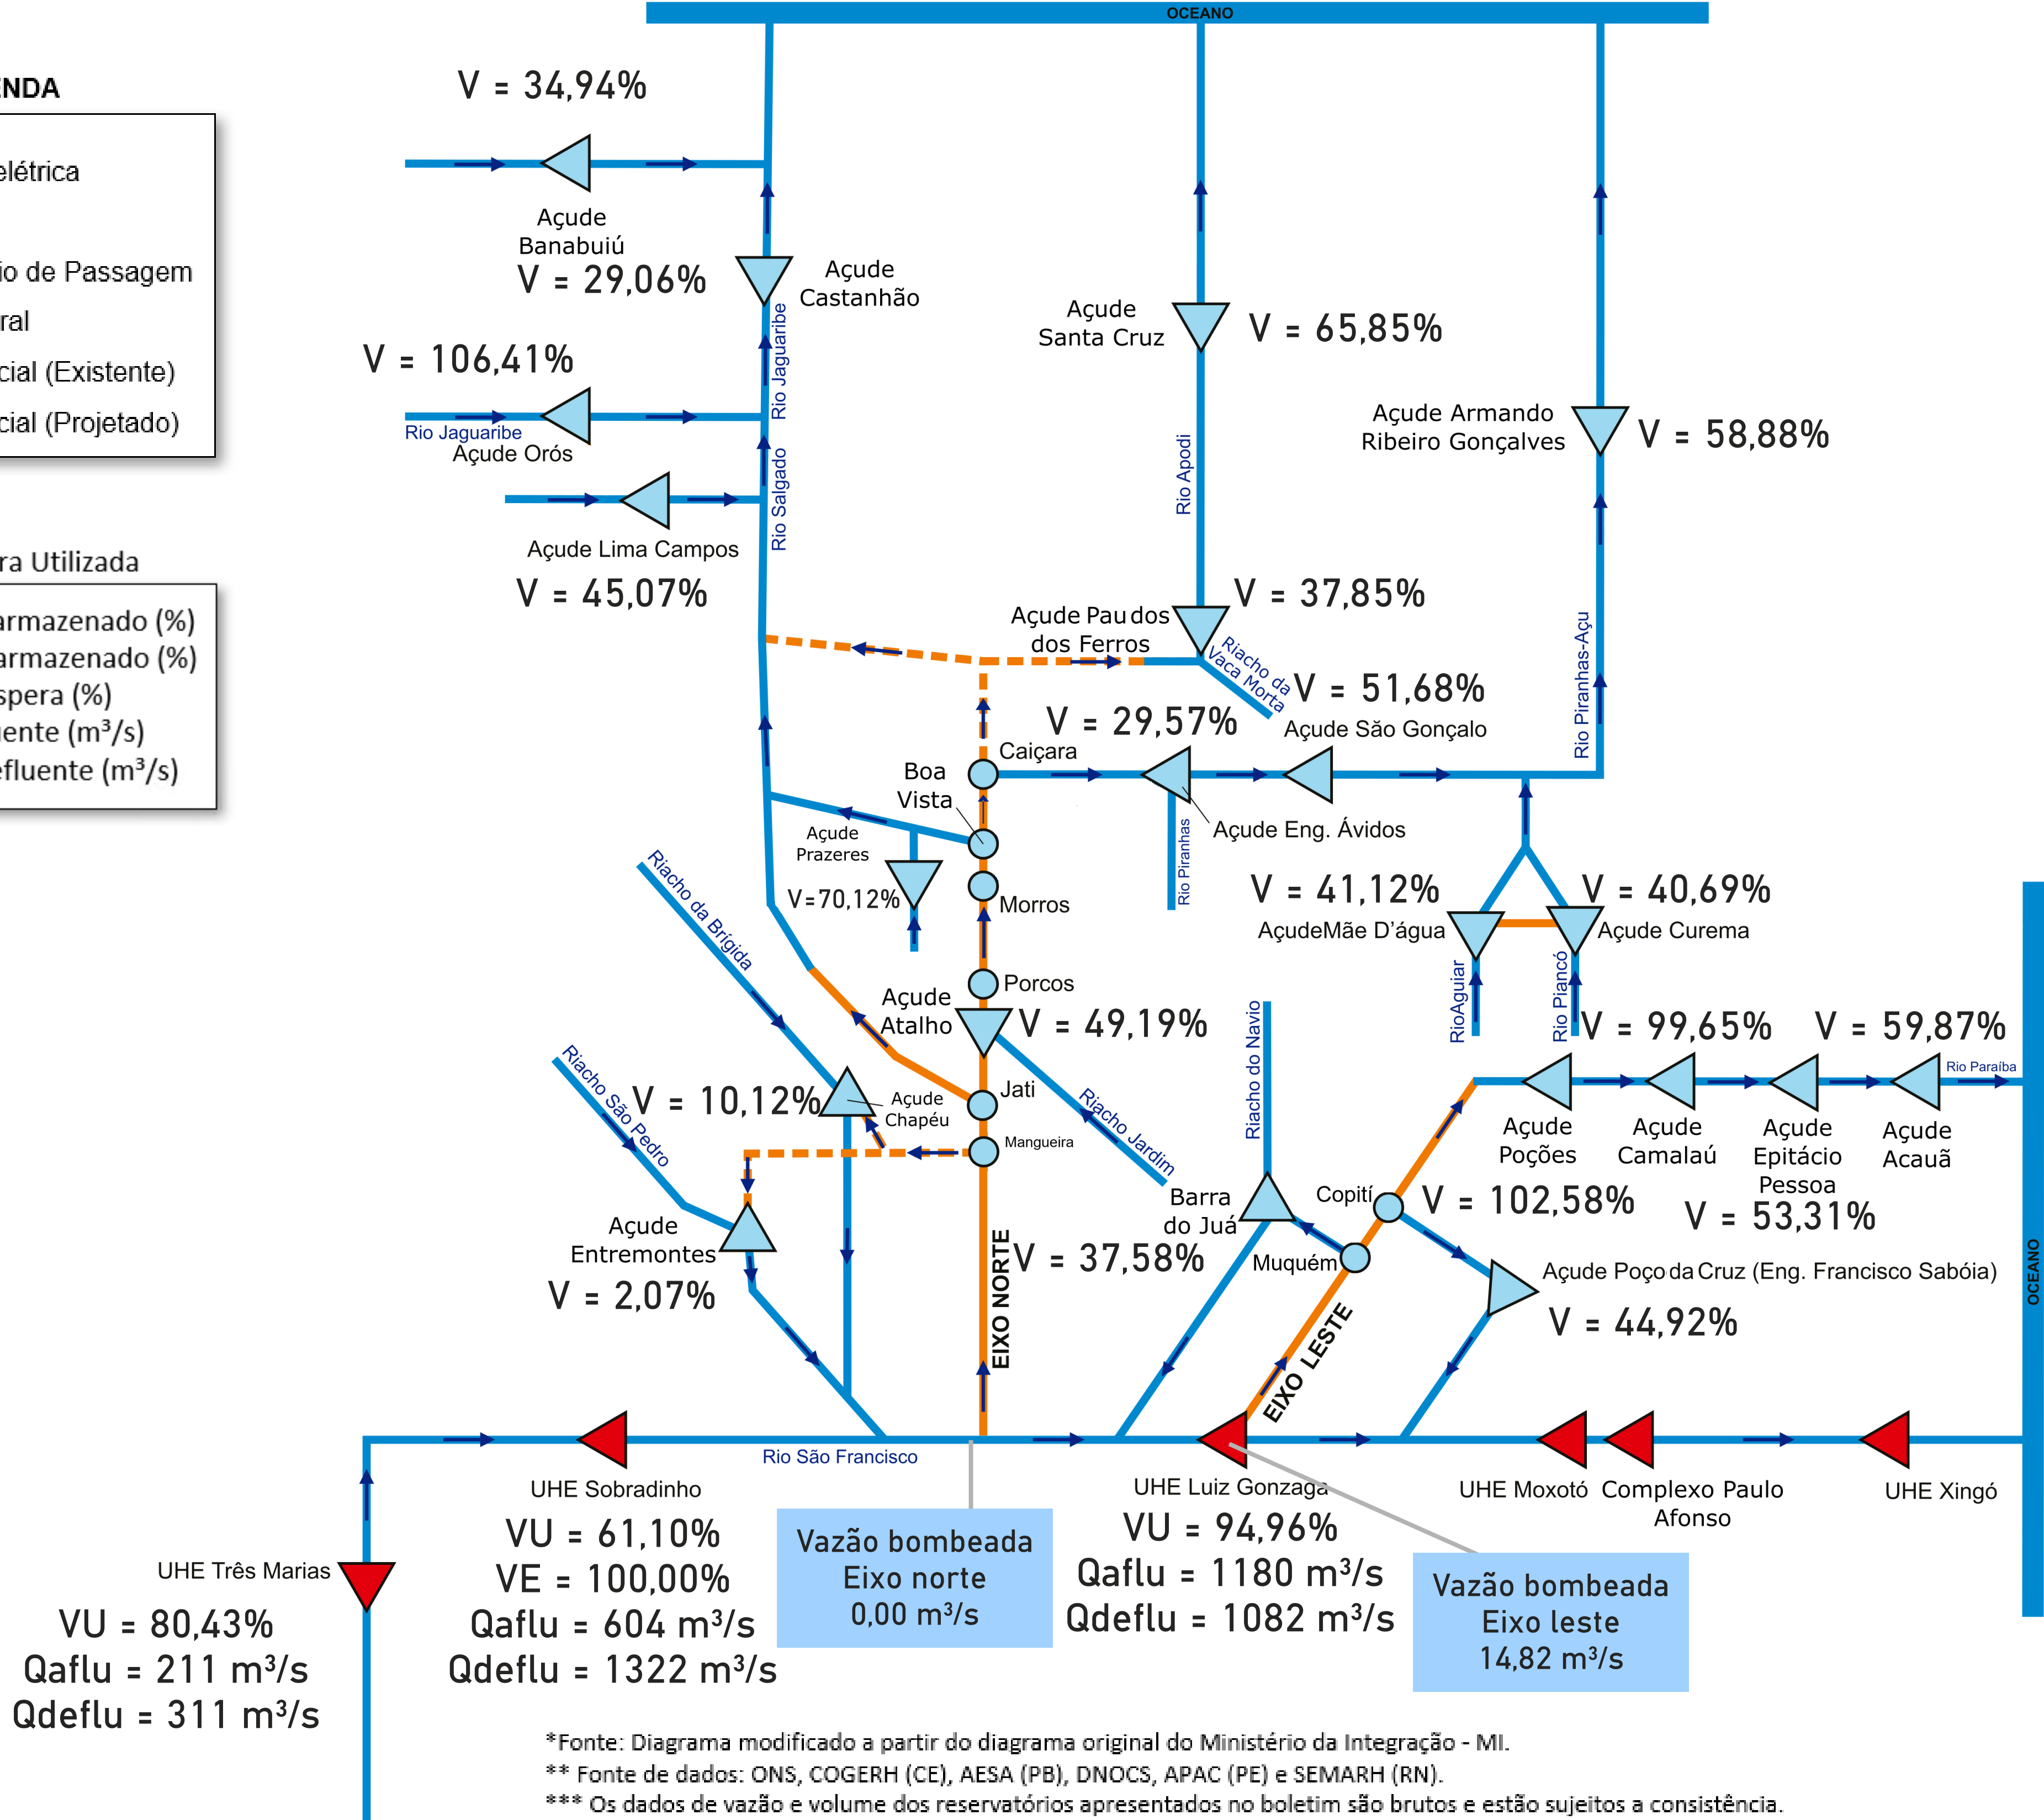 OCEANO
ENDA
elétrica
io de Passagem
ral
cial (Existente)
cial (Projetado)
ra Utilizada
armazenado (%)
armazenado (%)
spera (%)
uente (m³/s)
efluente (m³/s)
V = 34,94%
Açude
Banabuiú
V = 29,06%
Açude
Castanhão
V = 106,41%
Rio Jaguaribe
Açude Orós
Rio Jaguaribe
Rio Salgado
Açude Lima Campos
V = 45,07%
Açude
Santa Cruz
V = 65,85%
Rio Apodi
Açude Armando
Ribeiro Gonçalves
V = 58,88%
Rio Piranhas-Açu
Açude Pau dos
dos Ferros
V = 37,85%
Riacho da
Vaca Morta
V = 51,68%
Açude São Gonçalo
V = 29,57%
Açude Eng. Ávidos
Rio Piranhas
Caiçara
Boa
Vista
Açude
Prazeres
V=70,12%
Morros
Porcos
Açude
Atalho
V = 49,19%
Jati
Mangueira
Riacho Jardim
Riacho da Brígida
Riacho São Pedro
V = 10,12%
Açude
Chapéu
Açude
Entremontes
V = 2,07%
EIXO NORTE
V = 41,12%
AçudeMãe D'água
V = 40,69%
Açude Curema
RioAguiar
Rio Piancó
V = 99,65%
V = 59,87%
Rio Paraíba
Açude
Poções
Açude
Camalaú
Açude
Epitácio
Pessoa
Açude
Acauã
V = 102,58%
V = 53,31%
Riacho do Navio
Barra
do Juá
V = 37,58%
Copití
Muquém
Açude Poço da Cruz (Eng. Francisco Sabóia)
V = 44,92%
EIXO LESTE
OCEANO
Rio São Francisco
UHE Sobradinho
VU = 61,10%
VE = 100,00%
Qaflu = 604 m³/s
Qdeflu = 1322 m³/s
UHE Três Marias
VU = 80,43%
Qaflu = 211 m³/s
Qdeflu = 311 m³/s
Vazão bombeada
Eixo norte
0,00 m³/s
UHE Luiz Gonzaga
VU = 94,96%
Qaflu = 1180 m³/s
Qdeflu = 1082 m³/s
Vazão bombeada
Eixo leste
14,82 m³/s
UHE Moxotó
Complexo Paulo
Afonso
UHE Xingó
*Fonte: Diagrama modificado a partir do diagrama original do Ministério da Integração - MI.
** Fonte de dados: ONS, COGERH (CE), AESA (PB), DNOCS, APAC (PE) e SEMARH (RN).
*** Os dados de vazão e volume dos reservatórios apresentados no boletim são brutos e estão sujeitos a consistência.